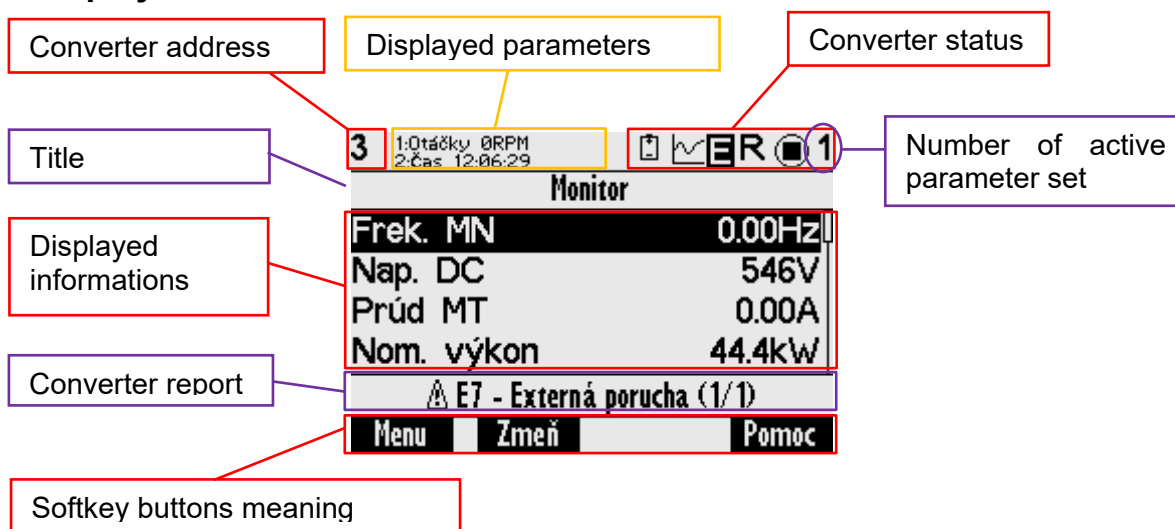 Converter address
Displayed parameters
Converter status
3
1:Otáčky 0RPM
2:Čas 12:06:29
E R 1
Number of active
parameter set
Title
Monitor
Displayed
informations
Frek. MN 0.00Hz
Nap. DC 546V
Prúd MT 0.00A
Nom. výkon 44.4kW
Converter report
E7 - Externá porucha (1/1)
Menu Zmeň Pomoc
Softkey buttons meaning